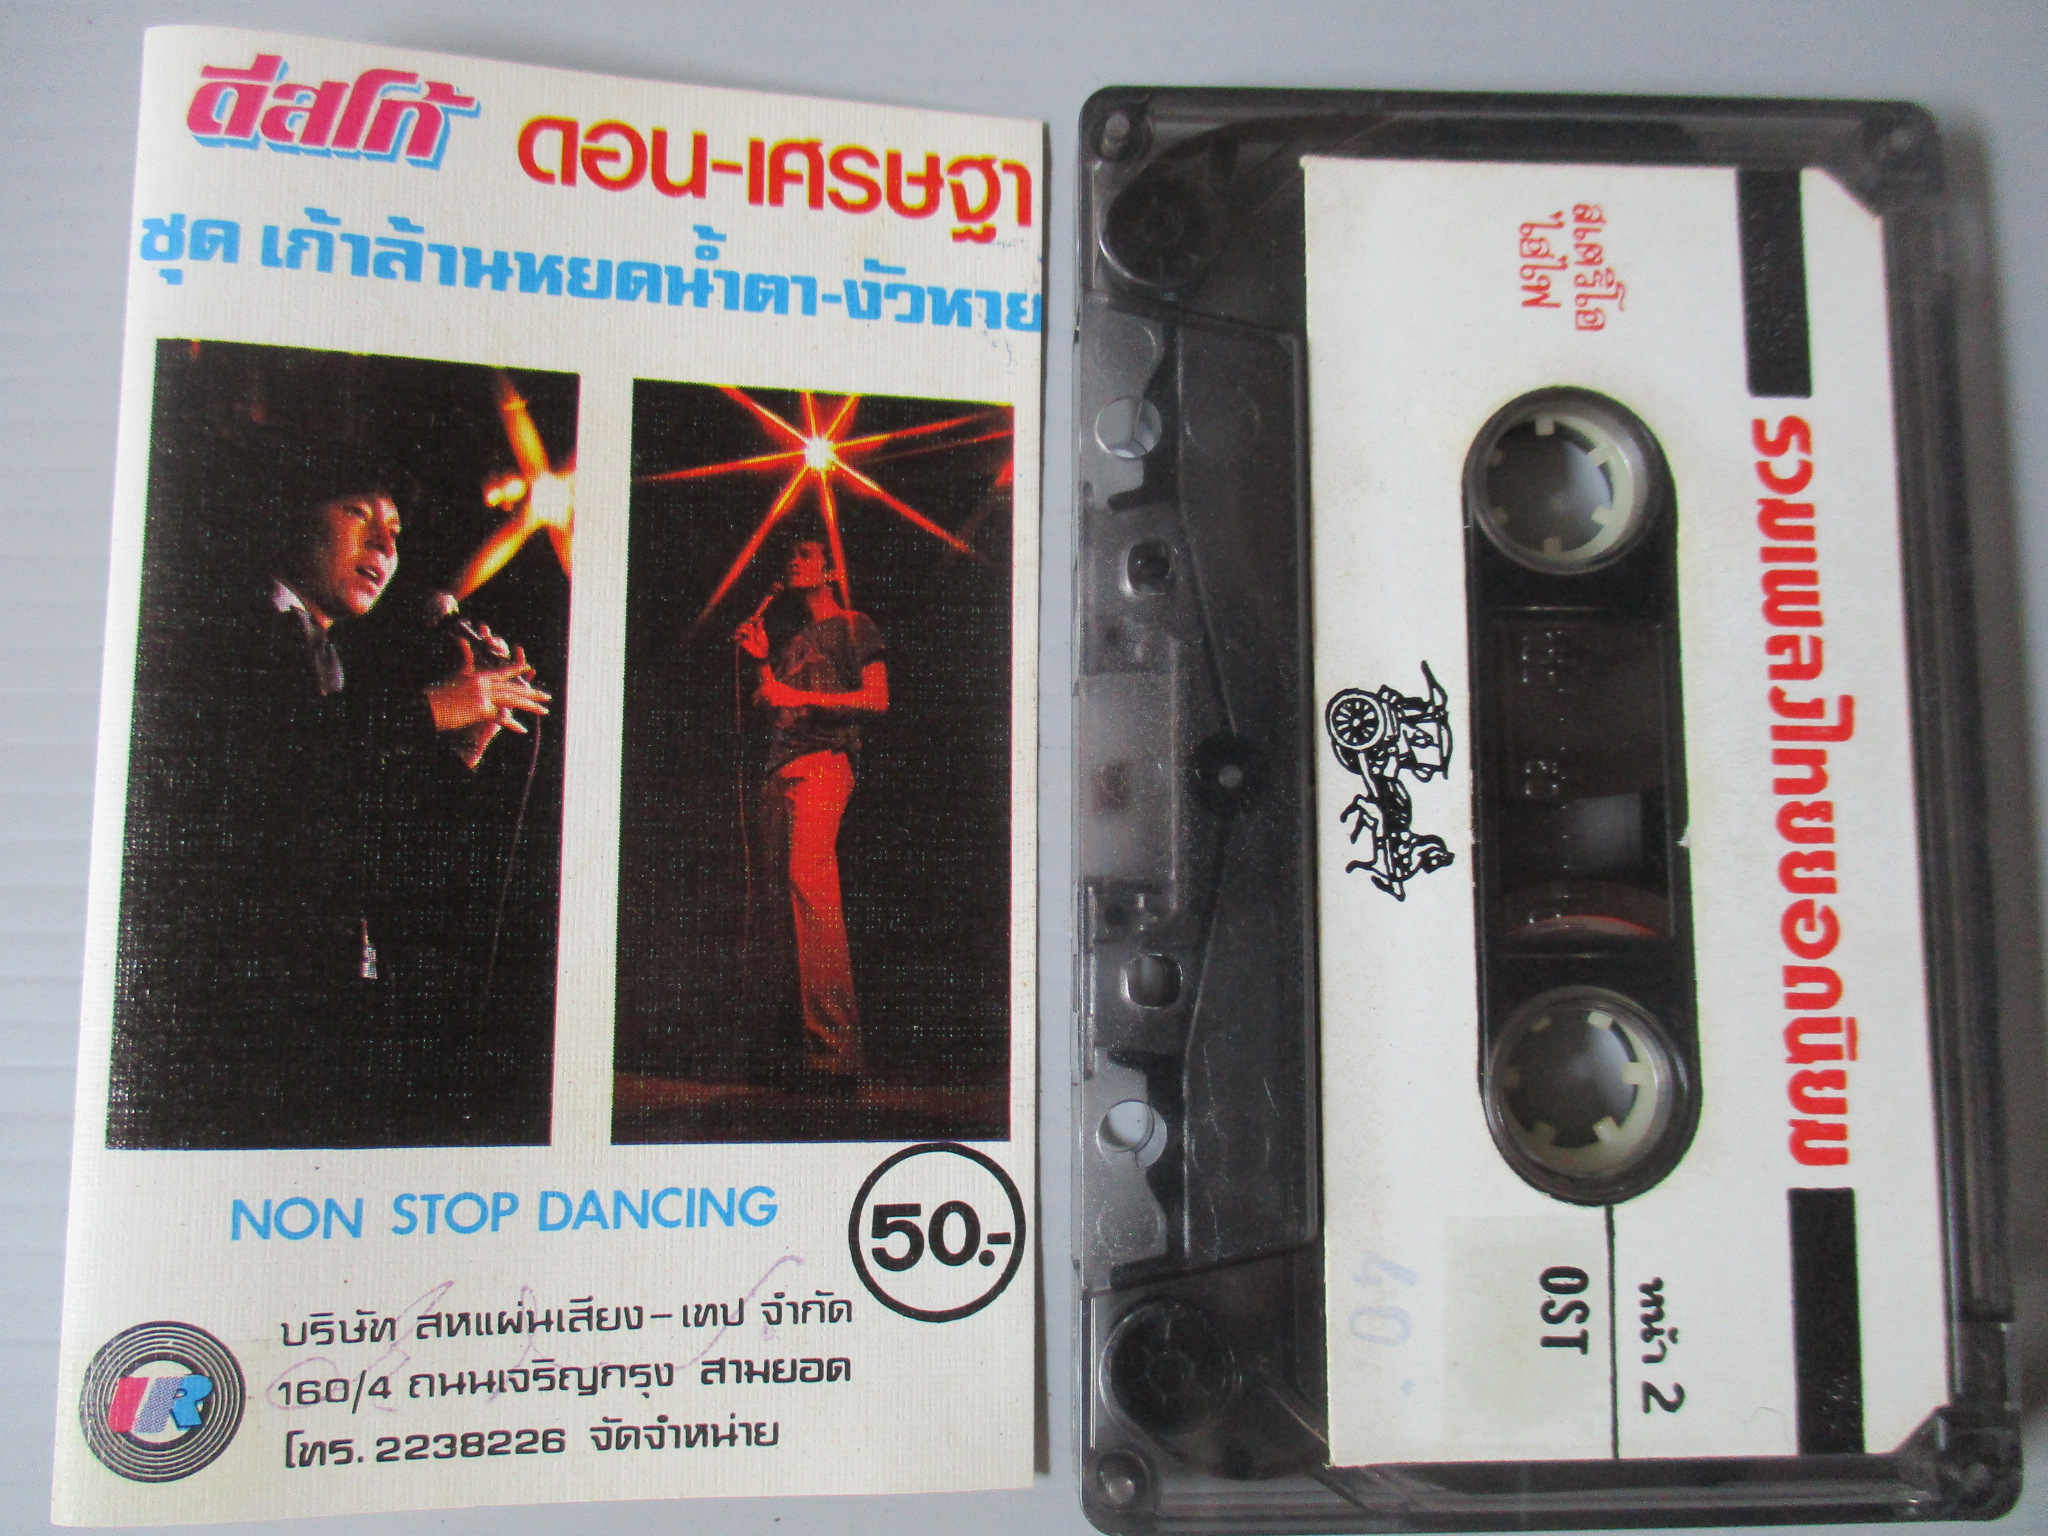 ดีสโก้
ดอน-เศรษฐา
ชุด เก้าล้านหยดน้ำตา-งัวหาย
NON STOP DANCING
50.-
บริษัท สหแผ่นเสียง-เทป จำกัด
160/4 ถนนเจริญกรุง สามยอด
โทร. 2238226 จัดจำหน่าย
สเตริโอ
ไฮไฟ
รวมเพลงไทยยอดนิยม
หน้า 2
OST
40.